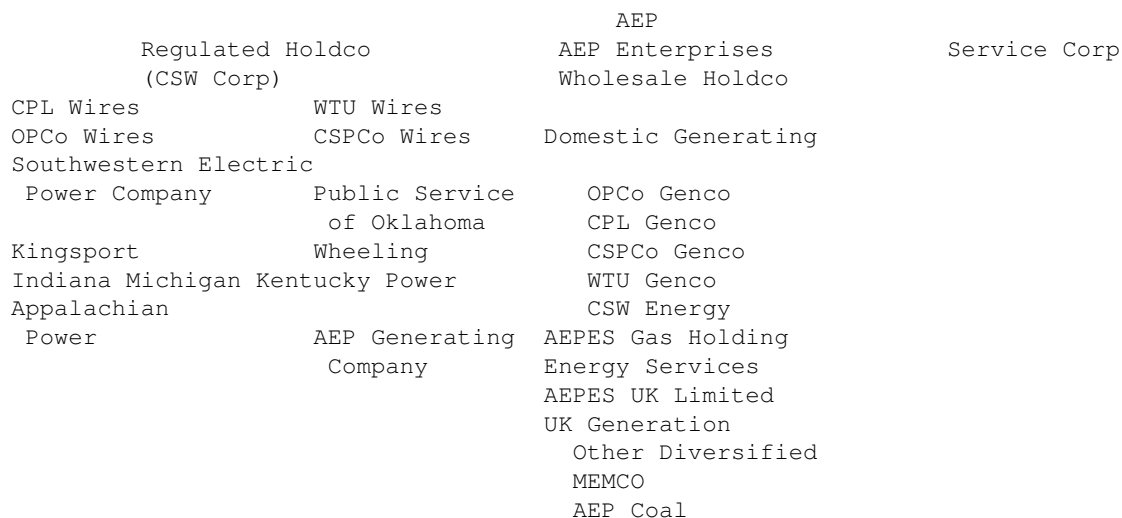 AEP
Regulated Holdco AEP Enterprises Service Corp
(CSW Corp) Wholesale Holdco
CPL Wires WTU Wires
OPCo Wires CSPCo Wires Domestic Generating
Southwestern Electric
Power Company Public Service OPCo Genco
of Oklahoma CPL Genco
Kingsport Wheeling CSPCo Genco
Indiana Michigan Kentucky Power WTU Genco
Appalachian CSW Energy
Power AEP Generating AEPES Gas Holding
Company Energy Services
AEPES UK Limited
UK Generation
Other Diversified
MEMCO
AEP Coal